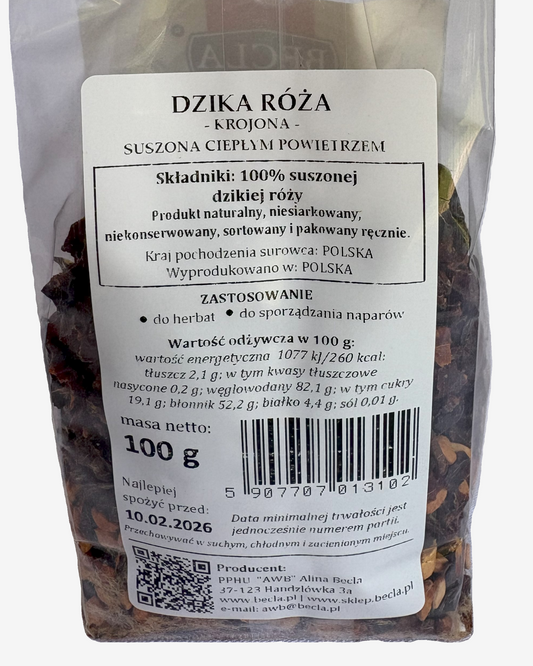 BECLA
DZIKA RÓŻA
- KROJONA -
SUSZONA CIEPŁYM POWIETRZEM
Składniki: 100% suszonej
dzikiej róży
Produkt naturalny, niesiarkowany,
niekonserwowany, sortowany i pakowany ręcznie.
Kraj pochodzenia surowca: POLSKA
Wyprodukowano w: POLSKA
ZASTOSOWANIE
• do herbat • do sporządzania naparów
Wartość odżywcza w 100 g:
wartość energetyczna 1077 kJ/260 kcal:
tłuszcz 2,1 g; w tym kwasy tłuszczowe
nasycone 0,2 g; węglowodany 82,1 g; w tym cukry
19,1 g; błonnik 52,2 g; białko 4,4 g; sól 0,01 g.
masa netto:
100 g
5 907707 013102
Najlepiej
spożyć przed:
10.02.2026
Data minimalnej trwałości jest
jednocześnie numerem partii.
Przechowywać w suchym, chłodnym i zacienionym miejscu.
Producent:
PPHU "AWB" Alina Becla
37-123 Handzlówka 3a
www.becla.pl | www.sklep.becla.pl
e-mail: awb@becla.pl